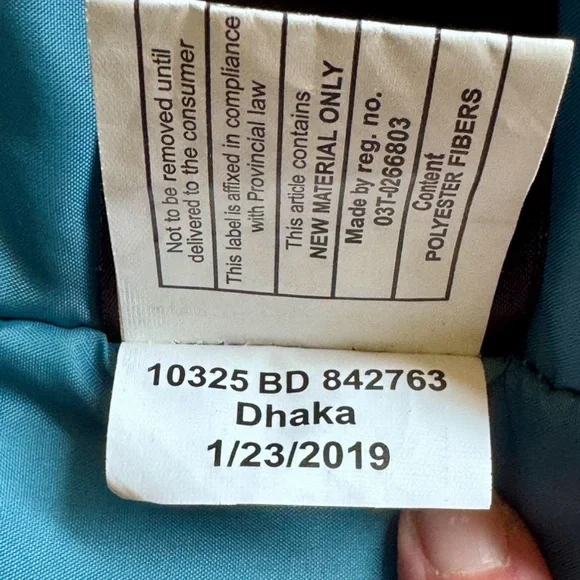 Not to be removed until
delivered to the consumer
This label is affixed in compliance
with Provincial law
This article contains
NEW MATERIAL ONLY
Made by reg. no.
03T-0266803
Content
POLYESTER FIBERS
10325 BD 842763
Dhaka
1/23/2019